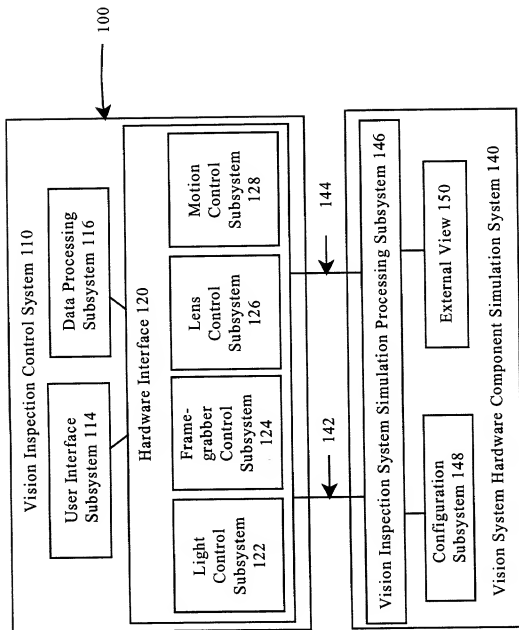 100
Vision Inspection Control System 110
User Interface
Subsystem 114
Data Processing
Subsystem 116
Hardware Interface 120
Light
Control
Subsystem
122
Frame-
grabber
Control
Subsystem
124
Lens
Control
Subsystem
126
Motion
Control
Subsystem
128
142
144
Vision Inspection System Simulation Processing Subsystem 146
Configuration
Subsystem 148
External View 150
Vision System Hardware Component Simulation System 140